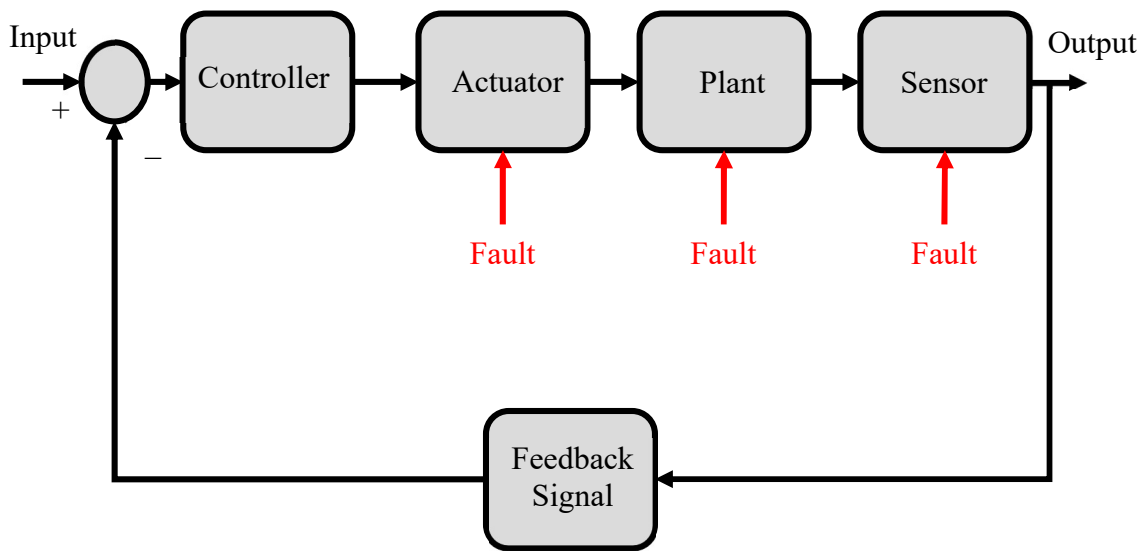 Input
Output
+
−
Controller
Actuator
Plant
Sensor
Fault
Fault
Fault
Feedback
Signal